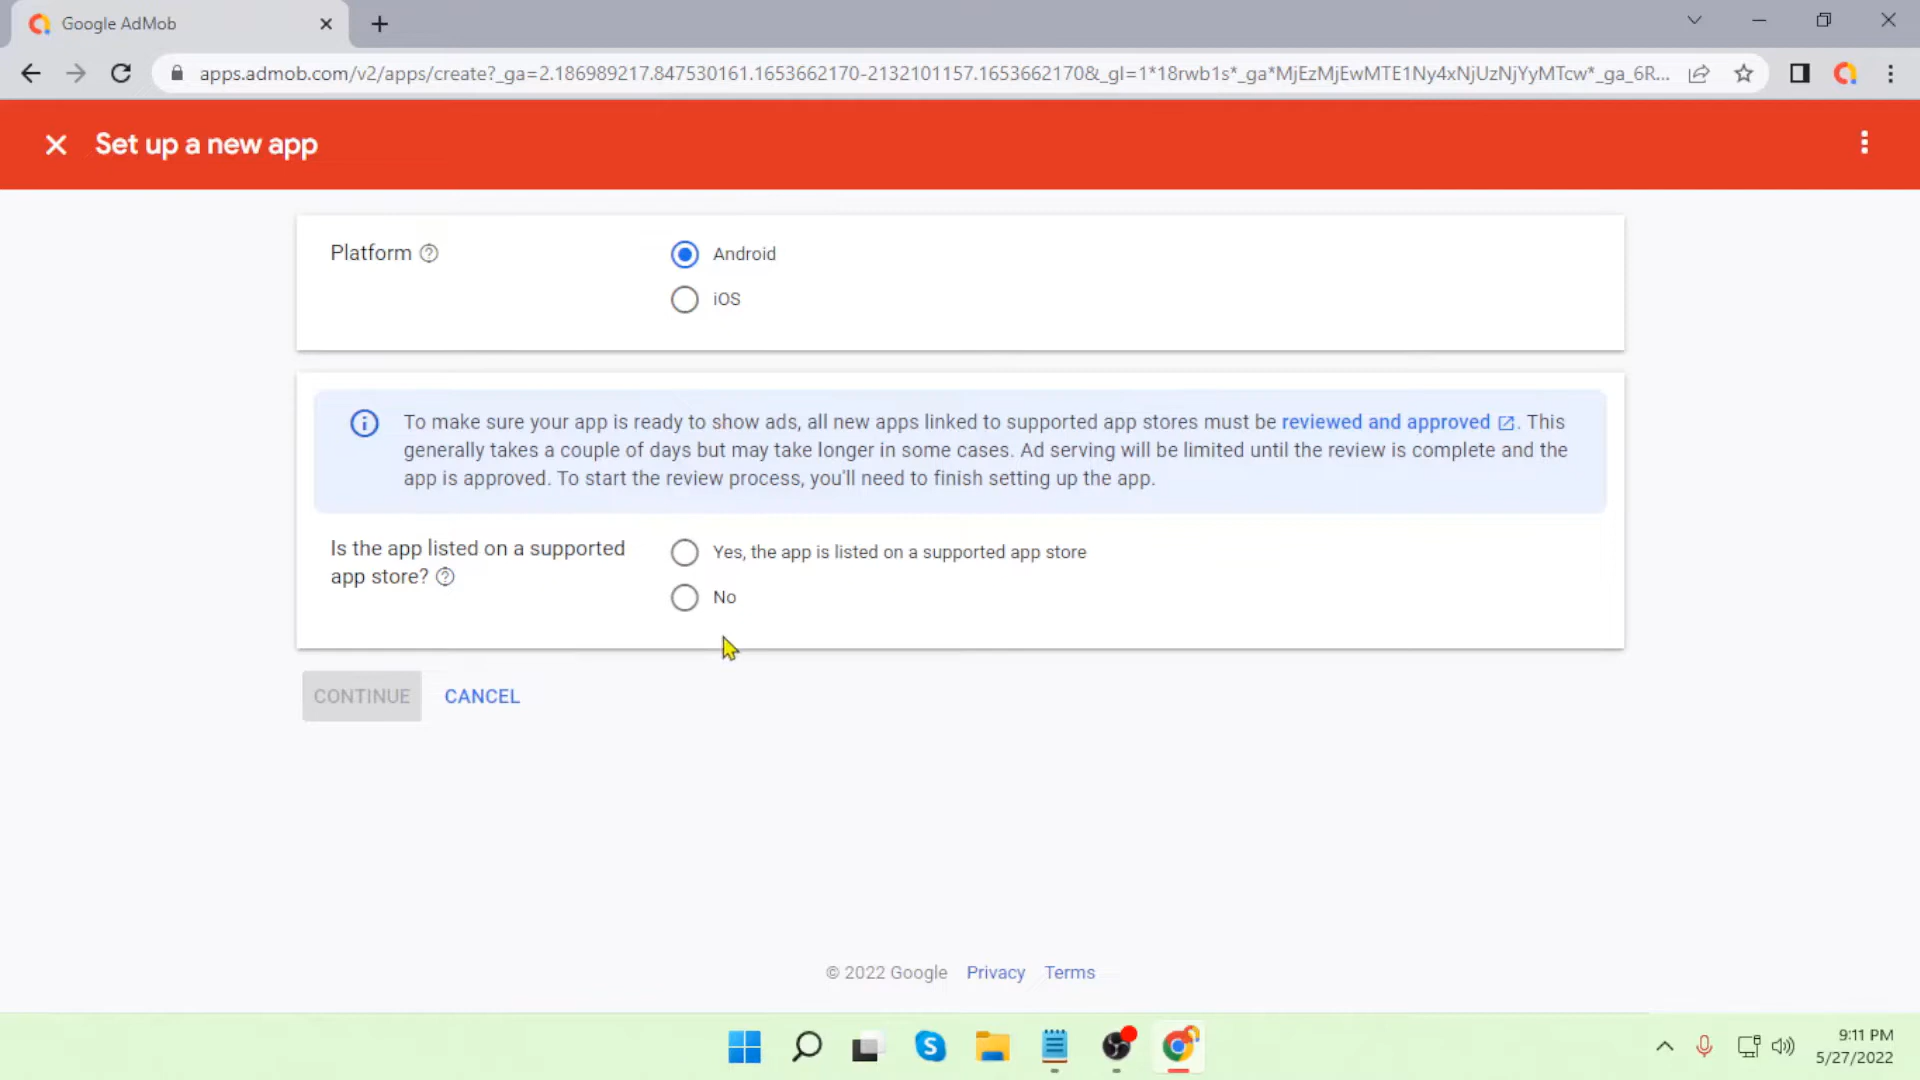 Google AdMob
apps.admob.com/v2/apps/create?_ga=2.186989217.847530161.1653662170-2132101157.1653662170&_gl=1*18rwb1s*_ga*MjEzMjEwMTE1Ny4xNjUzNjYyMTcw*_ga_6R...
Set up a new app
Platform
Android
iOS
To make sure your app is ready to show ads, all new apps linked to supported app stores must be reviewed and approved. This
generally takes a couple of days but may take longer in some cases. Ad serving will be limited until the review is complete and the
app is approved. To start the review process, you'll need to finish setting up the app.
Is the app listed on a supported
app store?
Yes, the app is listed on a supported app store
No
CONTINUE CANCEL
© 2022 Google Privacy Terms
9:11 PM
5/27/2022